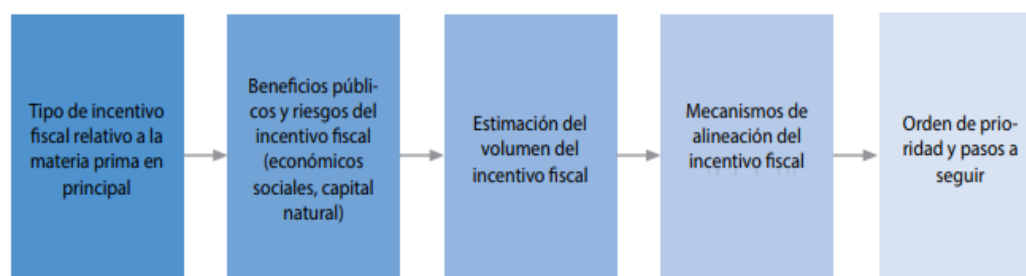 Tipo de incentivo
fiscal relativo a la
materia prima en
principal
Beneficios públi-
cos y riesgos del
incentivo fiscal
(económicos
sociales, capital
natural)
Estimación del
volumen del
incentivo fiscal
Mecanismos de
alineación del
incentivo fiscal
Orden de prio-
ridad y pasos a
seguir